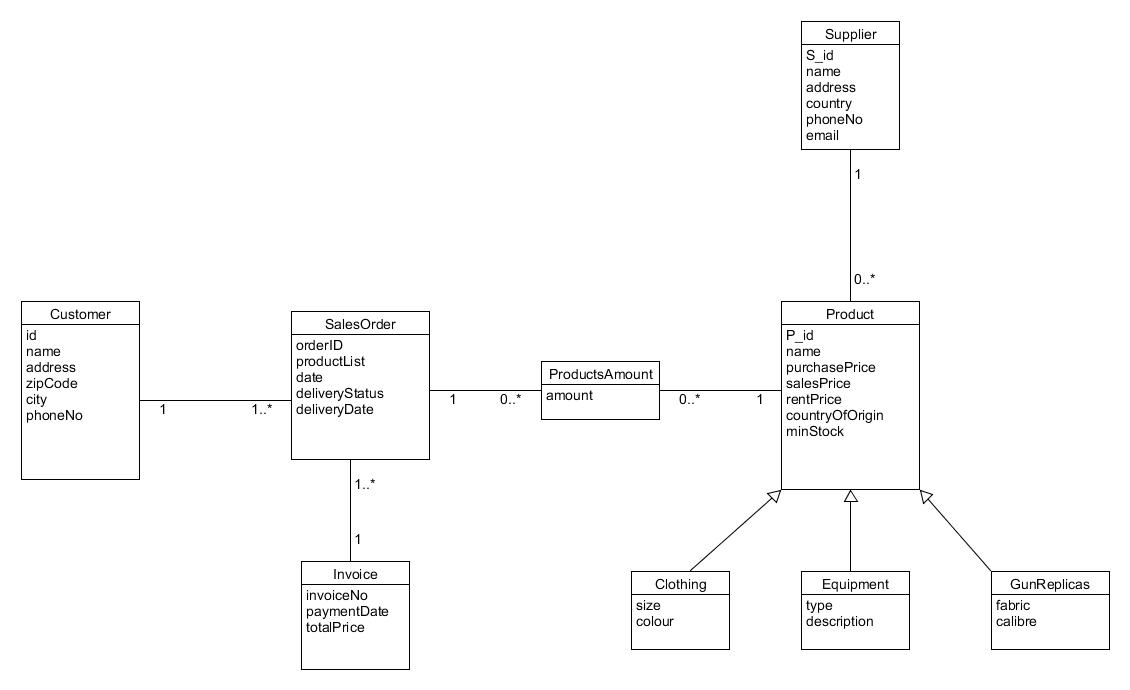 Supplier
S_id
name
address
country
phoneNo
email
1
0..*
Customer
id
name
address
zipCode
city
phoneNo
1
1..*
SalesOrder
orderID
productList
date
deliveryStatus
deliveryDate
1
0..*
ProductsAmount
amount
0..*
1
Product
P_id
name
purchasePrice
salesPrice
rentPrice
countryOfOrigin
minStock
1..*
1
Invoice
invoiceNo
paymentDate
totalPrice
Clothing
size
colour
Equipment
type
description
GunReplicas
fabric
calibre